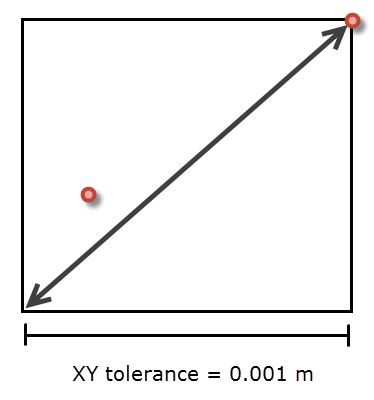 XY tolerance = 0.001 m